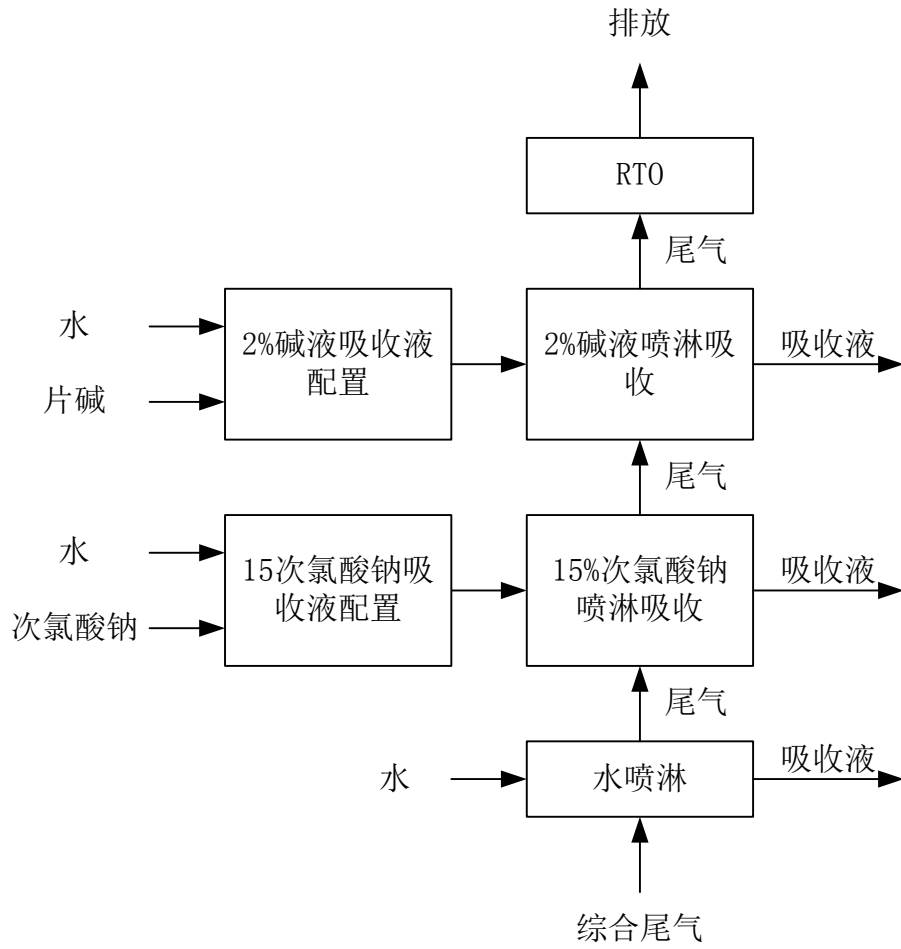 排放
RTO
尾气
水
片碱
2%碱液吸收液
配置
2%碱液喷淋吸
收
吸收液
尾气
水
次氯酸钠
15次氯酸钠吸
收液配置
15%次氯酸钠
喷淋吸收
吸收液
尾气
水
水喷淋
吸收液
综合尾气